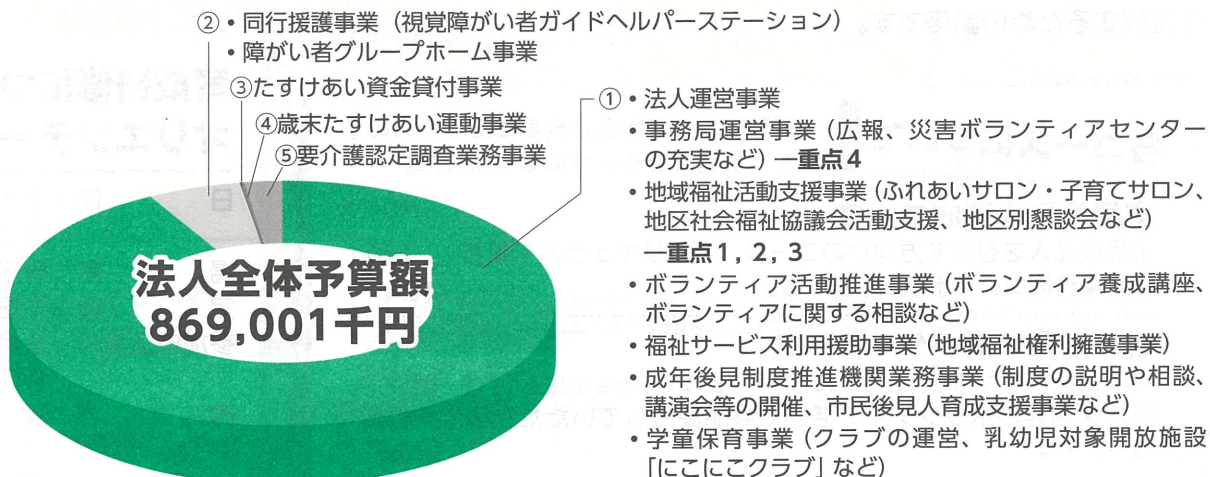 ②・同行援護事業（視覚障がい者ガイドヘルパーステーション）
・障がい者グループホーム事業
③たすけあい資金貸付事業
④歳末たすけあい運動事業
⑤要介護認定調査業務事業
法人全体予算額
869,001千円
①・法人運営事業
・事務局運営事業（広報、災害ボランティアセンター
の充実など）―重点4
・地域福祉活動支援事業（ふれあいサロン・子育てサロン、
地区社会福祉協議会活動支援、地区別懇談会など）
―重点1，2，3
・ボランティア活動推進事業（ボランティア養成講座、
ボランティアに関する相談など）
・福祉サービス利用援助事業（地域福祉権利擁護事業）
・成年後見制度推進機関業務事業（制度の説明や相談、
講演会等の開催、市民後見人育成支援事業など）
・学童保育事業（クラブの運営、乳幼児対象開放施設
「にこにこクラブ」など）